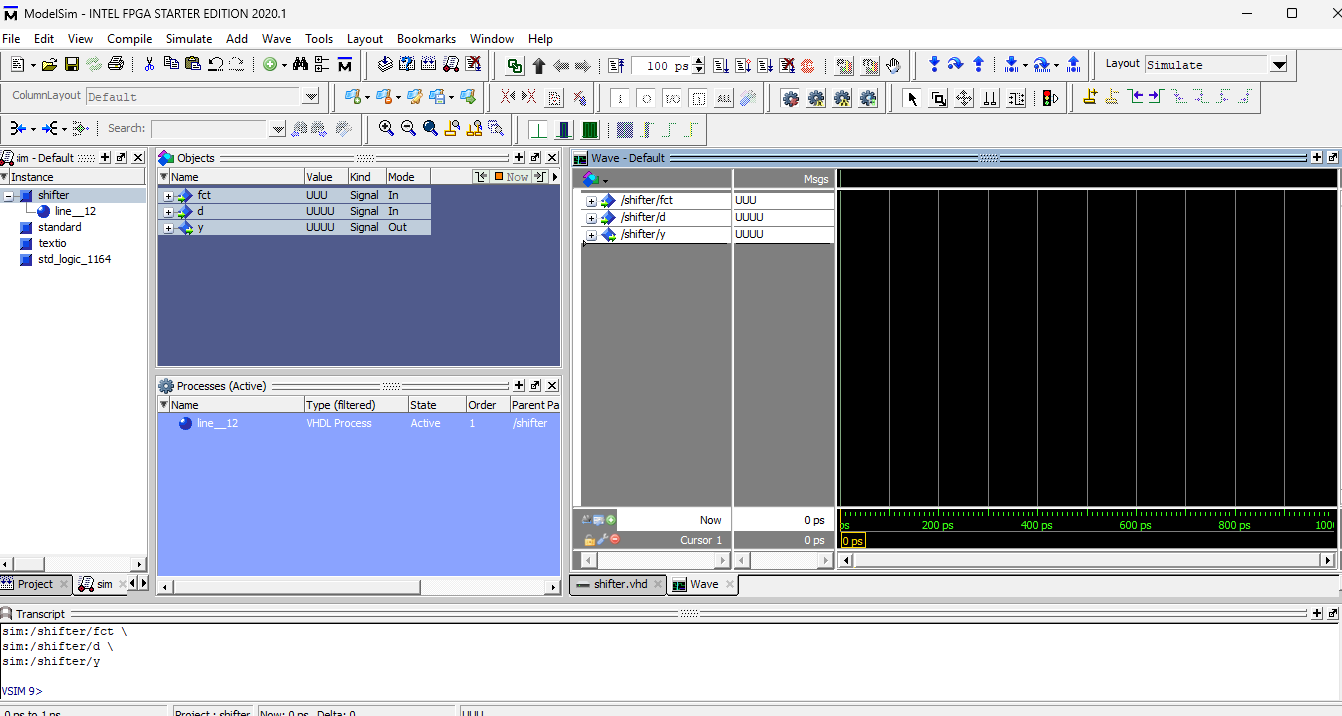 ModelSim - INTEL FPGA STARTER EDITION 2020.1
File Edit View Compile Simulate Add Wave Tools Layout Bookmarks Window Help
100 ps
Layout Simulate
ColumnLayout Default
Search:
im - Default
Instance
shifter
line__12
standard
textio
std_logic_1164
Project
sim
Objects
Name Value Kind Mode Now
fct UUU Signal In
d UUUU Signal In
y UUUU Signal Out
Processes (Active)
Name Type (filtered) State Order Parent Pa
line__12 VHDL Process Active 1 /shifter
Wave - Default
Msgs
/shifter/fct UUU
/shifter/d UUUU
/shifter/y UUUU
Now 0 ps
Cursor 1 0 ps
ps 200 ps 400 ps 600 ps 800 ps 100
0 ps
shifter.vhd Wave
Transcript
sim:/shifter/fct \
sim:/shifter/d \
sim:/shifter/y
VSIM 9>
0 ps to 1 ns Project : shifter Now: 0 ps Delta: 0 UUU